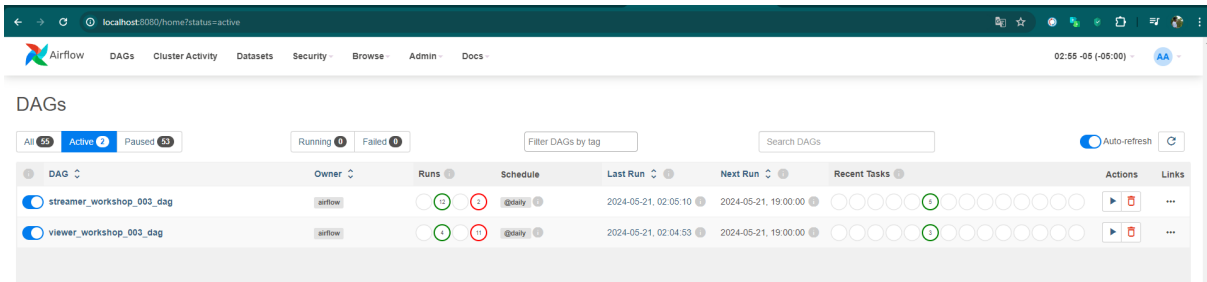 localhost:8080/home?status=active
Airflow DAGs Cluster Activity Datasets Security Browse Admin Docs 02:55 -05 (-05:00) AA
DAGs
All 55 Active 2 Paused 53 Running 0 Failed 0 Filter DAGs by tag Search DAGs Auto-refresh
DAG Owner Runs Schedule Last Run Next Run Recent Tasks Actions Links
streamer_workshop_003_dag airflow 12 2 @daily 2024-05-21, 02:05:10 2024-05-21, 19:00:00 5
viewer_workshop_003_dag airflow 4 11 @daily 2024-05-21, 02:04:53 2024-05-21, 19:00:00 3